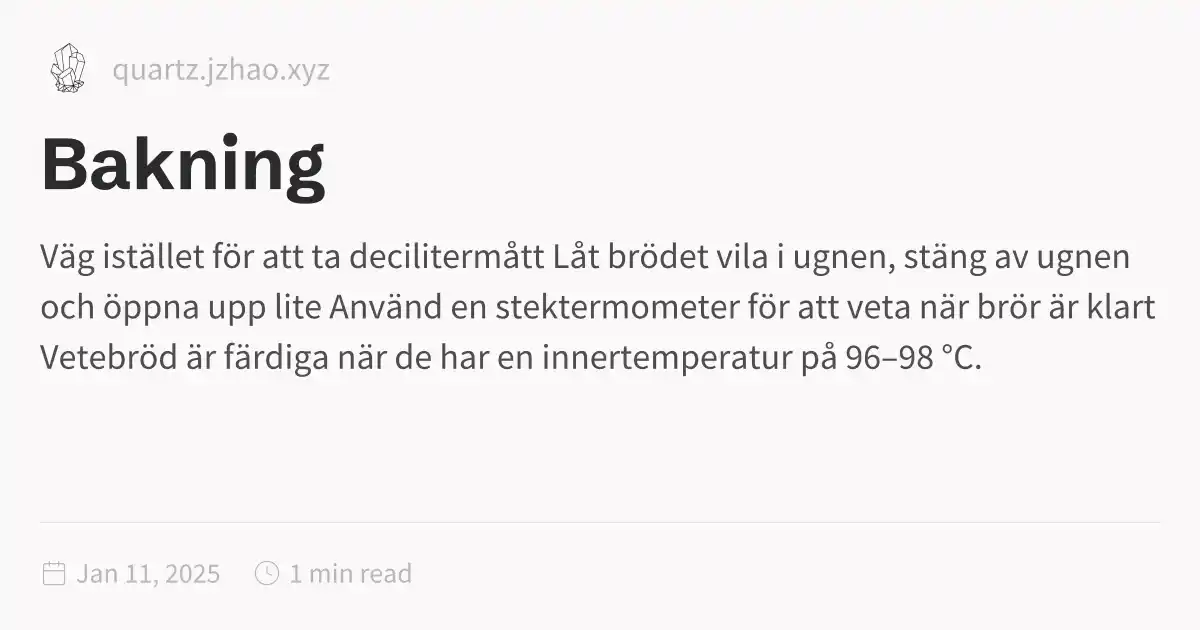 quartz.jzhao.xyz
Bakning
Väg istället för att ta decilitermått Låt brödet vila i ugnen, stäng av ugnen
och öppna upp lite Använd en stektermometer för att veta när brör är klart
Vetebröd är färdiga när de har en innertemperatur på 96–98 °C.
Jan 11, 2025 1 min read